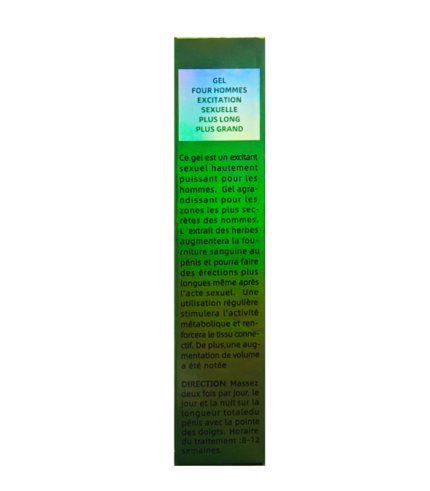 GEL
FOUR HOMMES
EXCITATION
SEXUELLE
PLUS LONG
PLUS GRAND
Ce gel est un excitant
sexuel hautement
puissant pour les
hommes. Gel agra-
ndissant pour les
zones les plus sec-
rètes des hommes.
L'extrait des herbes
augmentera la fou-
rniture sanguine au
pénis et pourra faire
des érections plus
longues même après
l'acte sexuel. Une
utilisation régulière
stimulera l'activité
métabolique et ren-
forcera le tissu conne-
ctif. De plus,une aug-
mentation de volume
a été notée
DIRECTION Massez
deux fois par jour, le
jour et la nuit sur la
longueur totaledu
pénis avec la pointe
des doigts. Horaire
du traitement :8-12
semaines.